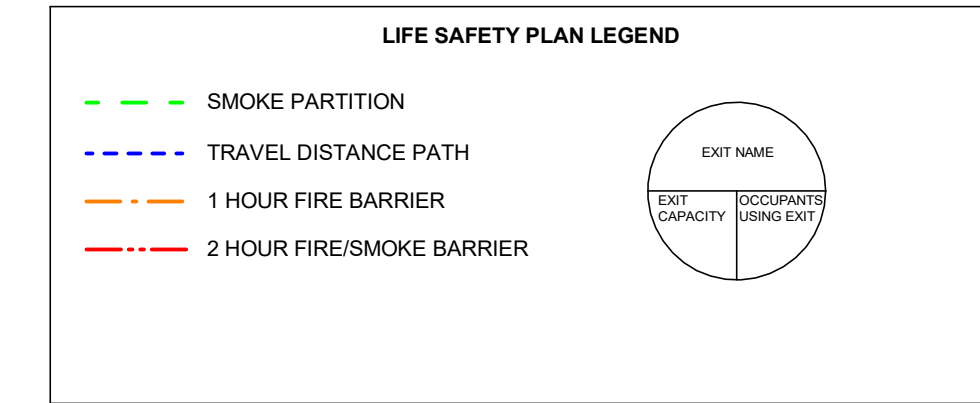 LIFE SAFETY PLAN LEGEND
SMOKE PARTITION
TRAVEL DISTANCE PATH
1 HOUR FIRE BARRIER
2 HOUR FIRE/SMOKE BARRIER
EXIT NAME
EXIT
CAPACITY
OCCUPANTS
USING EXIT